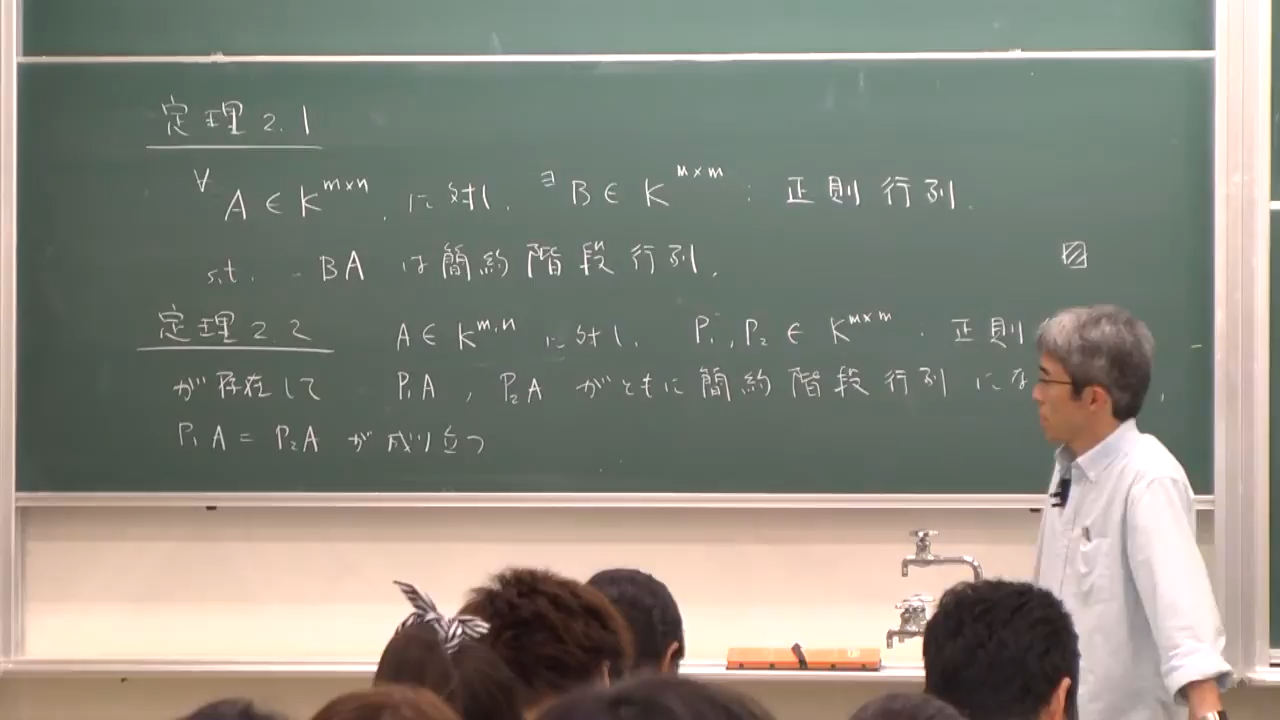 定理 2.1
∀A ∈ K^{m×n} に対し、 ∃B ∈ K^{m×m} : 正則行列.
s.t. BA は簡約階段行列.
定理 2.2 A ∈ K^{m,n} に対し. P₁, P₂ ∈ K^{m×m} : 正則
が存在して P₁A , P₂A がともに簡約階段行列にな
P₁A = P₂A が成り立つ